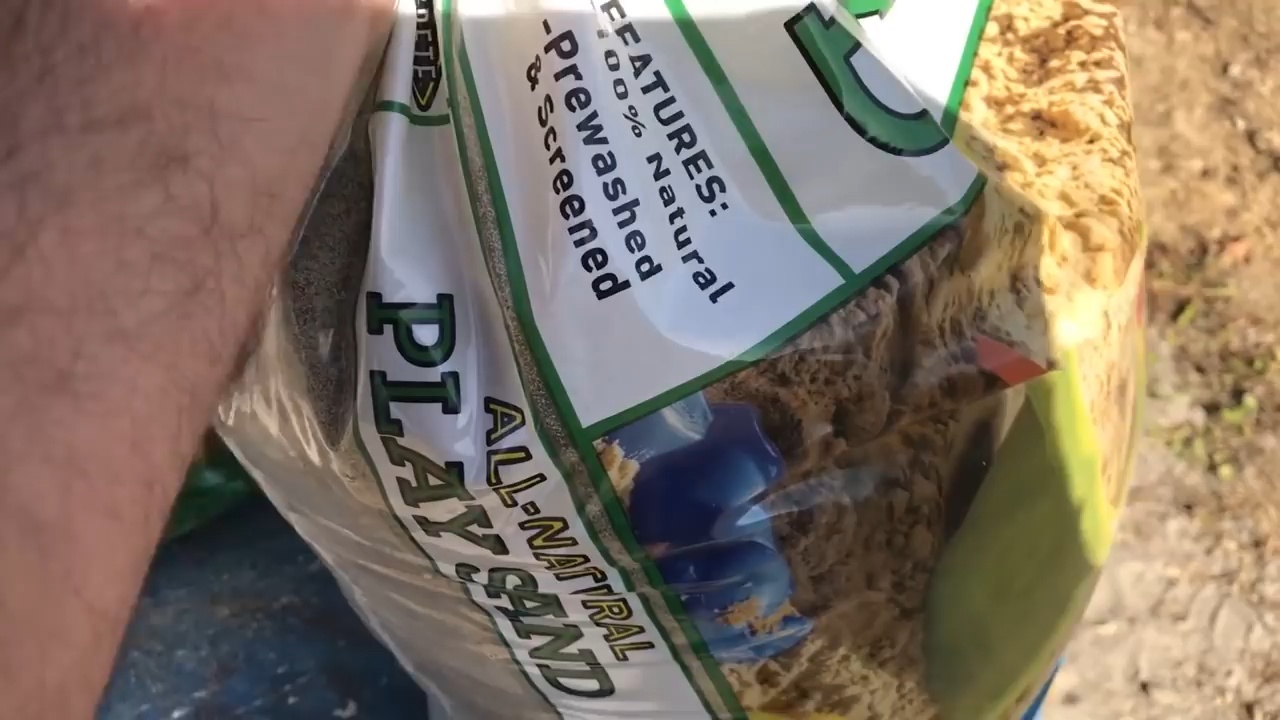 FEATURES:
100% Natural
-Prewashed
& Screened
ALL-NATURAL
PLAY SAND